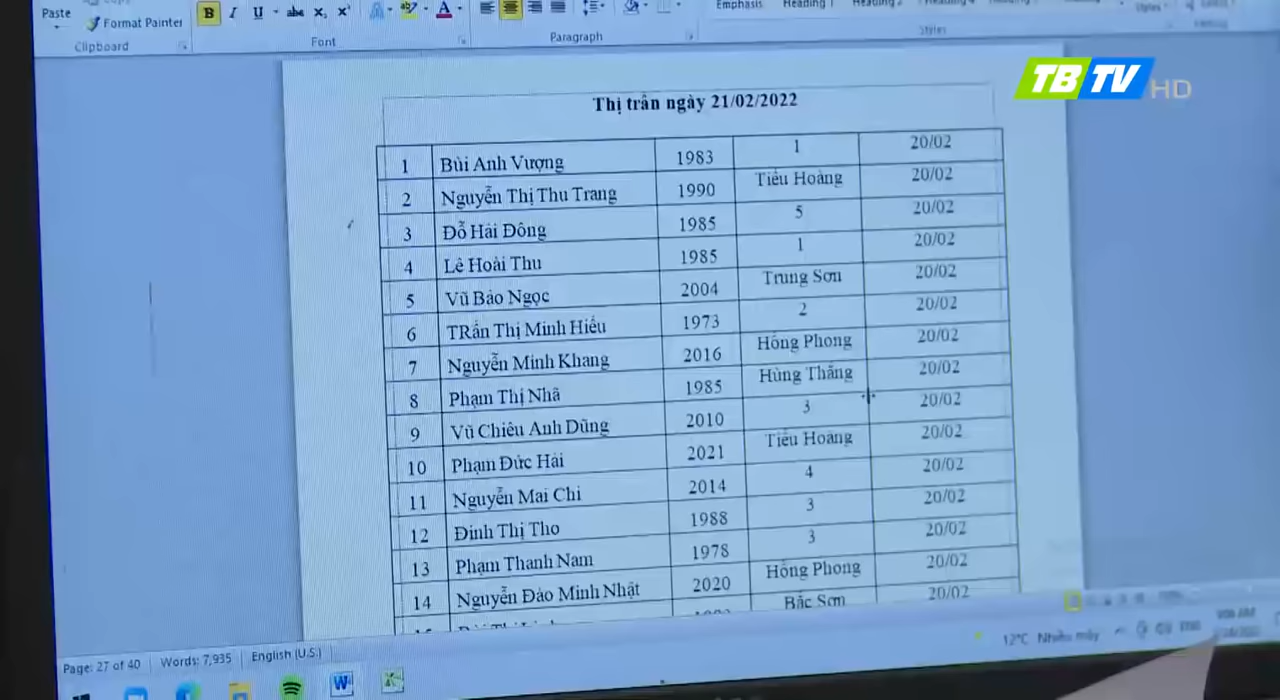 Paste
Format Painter
Clipboard
B I U abc X₂ X² A
Font
Paragraph
Emphasis Heading 1
Styles
TBTV HD
Thị trấn ngày 21/02/2022
1 Bùi Anh Vượng 1983 1 20/02
2 Nguyễn Thị Thu Trang 1990 Tiểu Hoàng 20/02
3 Đỗ Hải Đông 1985 5 20/02
4 Lê Hoài Thu 1985 1 20/02
5 Vũ Bảo Ngọc 2004 Trung Sơn 20/02
6 TRần Thị Minh Hiếu 1973 2 20/02
7 Nguyễn Minh Khang 2016 Hồng Phong 20/02
8 Phạm Thị Nhã 1985 Hùng Thắng 20/02
9 Vũ Chiêu Anh Dũng 2010 3 20/02
10 Phạm Đức Hải 2021 Tiểu Hoàng 20/02
11 Nguyễn Mai Chi 2014 4 20/02
12 Đinh Thị Tho 1988 3 20/02
13 Phạm Thanh Nam 1978 3 20/02
14 Nguyễn Đào Minh Nhật 2020 Hồng Phong 20/02
Bắc Sơn 20/02
12°C Nhiều mây
Page: 27 of 40 Words: 7,935 English (U.S.)